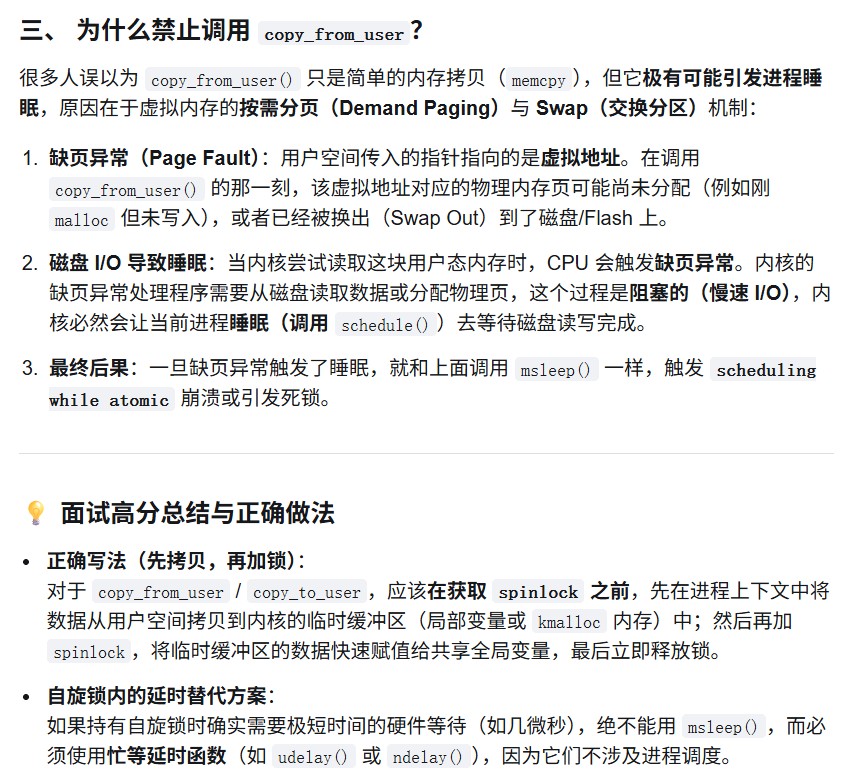 三、 为什么禁止调用 copy_from_user？
很多人误以为 copy_from_user() 只是简单的内存拷贝（memcpy），但它极有可能引发进程睡
眠，原因在于虚拟内存的按需分页（Demand Paging）与 Swap（交换分区）机制：
1. 缺页异常（Page Fault）：用户空间传入的指针指向的是虚拟地址。在调用
copy_from_user() 的那一刻，该虚拟地址对应的物理内存页可能尚未分配（例如刚
malloc 但未写入），或者已经被换出（Swap Out）到了磁盘/Flash 上。
2. 磁盘 I/O 导致睡眠：当内核尝试读取这块用户态内存时，CPU 会触发缺页异常。内核的
缺页异常处理程序需要从磁盘读取数据或分配物理页，这个过程是阻塞的（慢速 I/O），内
核必然会让当前进程睡眠（调用 schedule() ）去等待磁盘读写完成。
3. 最终后果：一旦缺页异常触发了睡眠，就和上面调用 msleep() 一样，触发 scheduling
while atomic 崩溃或引发死锁。
💡 面试高分总结与正确做法
• 正确写法（先拷贝，再加锁）：
对于 copy_from_user / copy_to_user，应该在获取 spinlock 之前，先在进程上下文中将
数据从用户空间拷贝到内核的临时缓冲区（局部变量或 kmalloc 内存）中；然后再加
spinlock，将临时缓冲区的数据快速赋值给共享全局变量，最后立即释放锁。
• 自旋锁内的延时替代方案：
如果持有自旋锁时确实需要极短时间的硬件等待（如几微秒），绝不能用 msleep()，而必
须使用忙等延时函数（如 udelay() 或 ndelay()），因为它们不涉及进程调度。